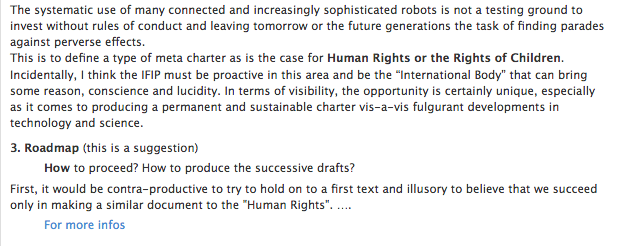 The systematic use of many connected and increasingly sophisticated robots is not a testing ground to
invest without rules of conduct and leaving tomorrow or the future generations the task of finding parades
against perverse effects.
This is to define a type of meta charter as is the case for Human Rights or the Rights of Children.
Incidentally, I think the IFIP must be proactive in this area and be the “International Body” that can bring
some reason, conscience and lucidity. In terms of visibility, the opportunity is certainly unique, especially
as it comes to producing a permanent and sustainable charter vis-a-vis fulgurant developments in
technology and science.
3. Roadmap (this is a suggestion)
How to proceed? How to produce the successive drafts?
First, it would be contra-productive to try to hold on to a first text and illusory to believe that we succeed
only in making a similar document to the "Human Rights". ....
For more infos